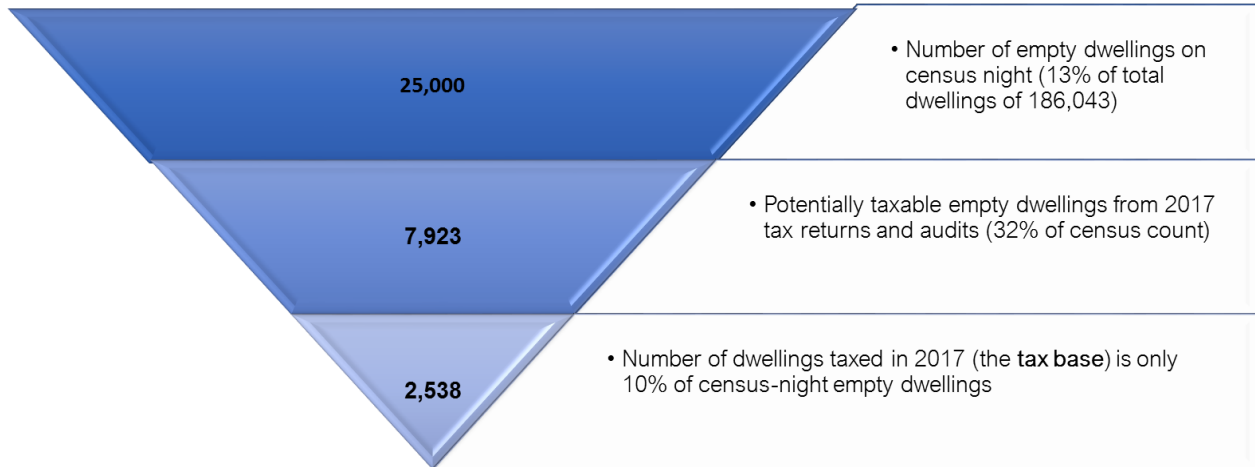 25,000
• Number of empty dwellings on
census night (13% of total
dwellings of 186,043)
7,923
• Potentially taxable empty dwellings from 2017
tax returns and audits (32% of census count)
2,538
• Number of dwellings taxed in 2017 (the tax base) is only
10% of census-night empty dwellings